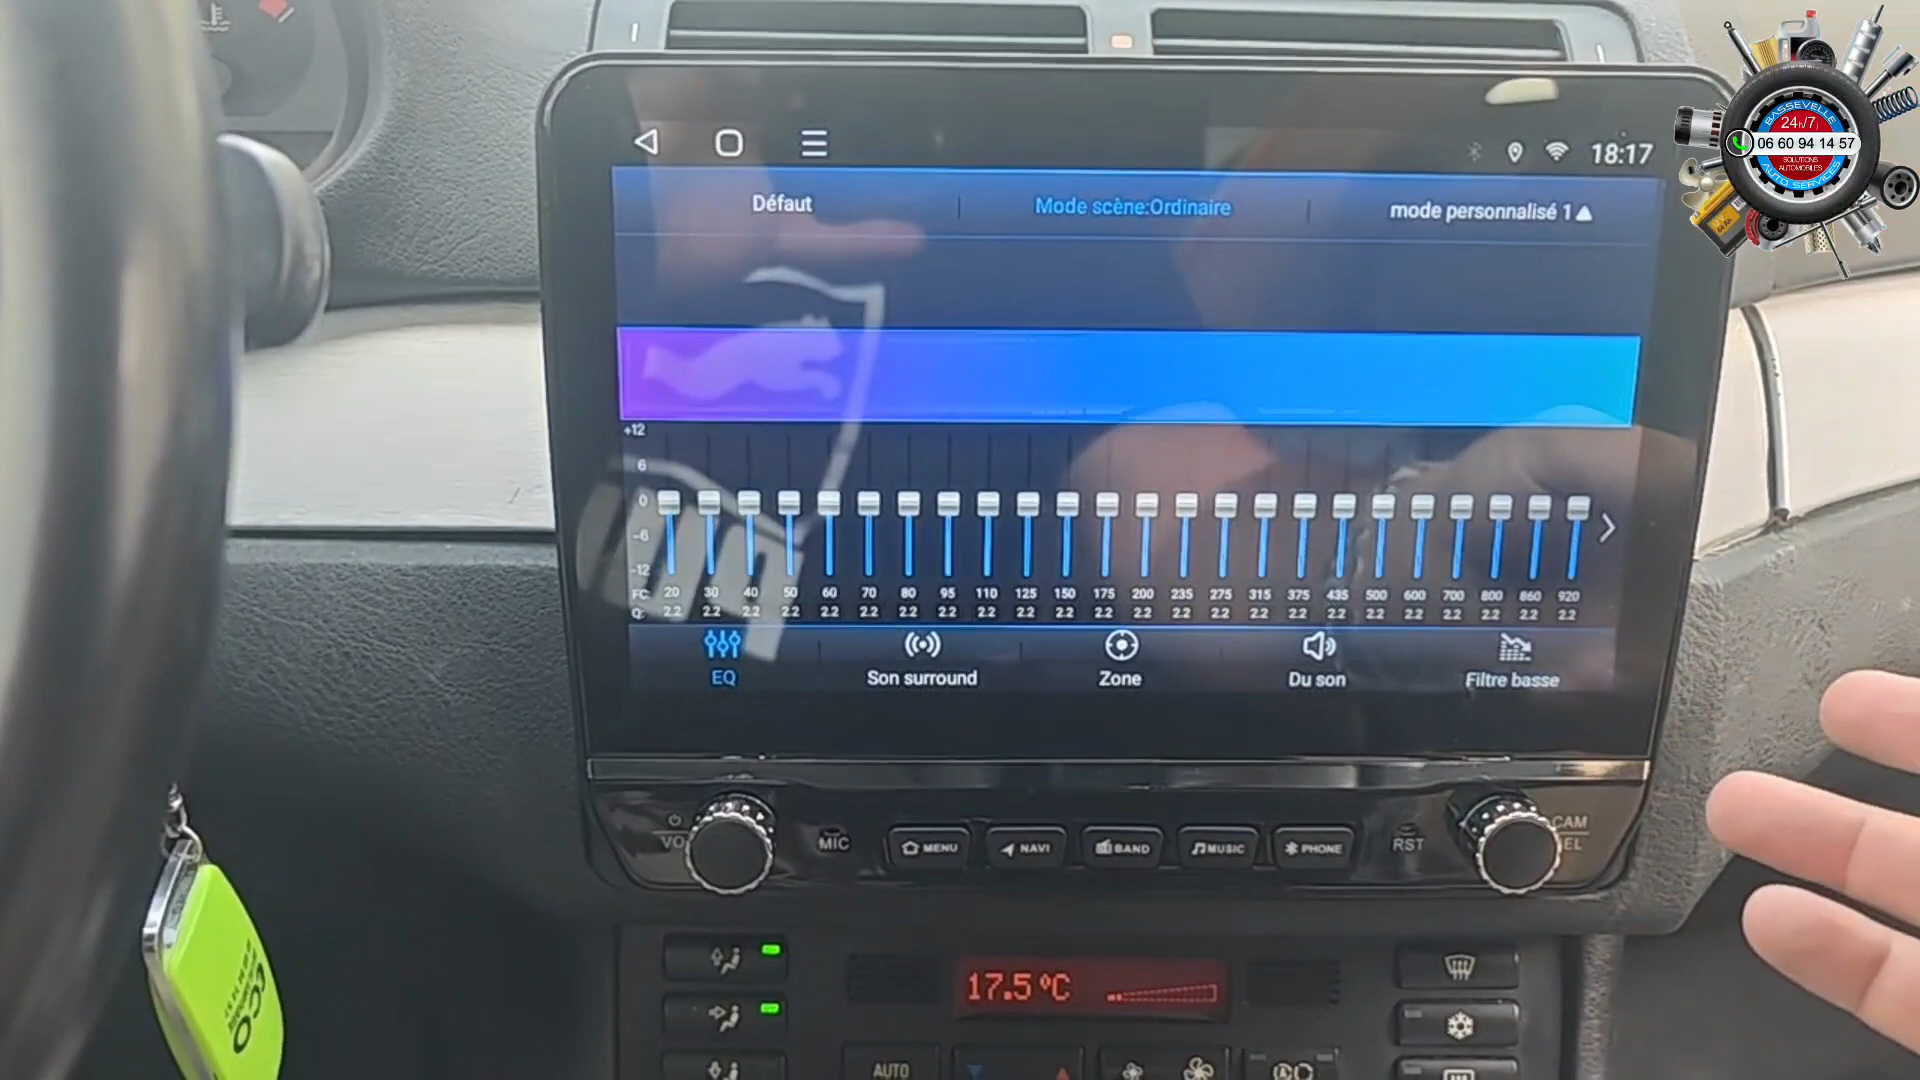 18:17
Défaut
Mode scène:Ordinaire
mode personnalisé 1
+12
6
0
-6
-12
FC: 20 30 40 50 60 70 80 95 110 125 150 175 200 235 275 315 375 435 500 600 700 800 860 920
Q: 2.2 2.2 2.2 2.2 2.2 2.2 2.2 2.2 2.2 2.2 2.2 2.2 2.2 2.2 2.2 2.2 2.2 2.2 2.2 2.2 2.2 2.2 2.2 2.2
EQ
Son surround
Zone
Du son
Filtre basse
MIC
MENU
NAVI
BAND
MUSIC
PHONE
RST
CAM
17.5°C
AUTO
BASSEVELLE
24h/7j
06 60 94 14 57
SOLUTIONS
AUTOMOBILES
AUTO SERVICES